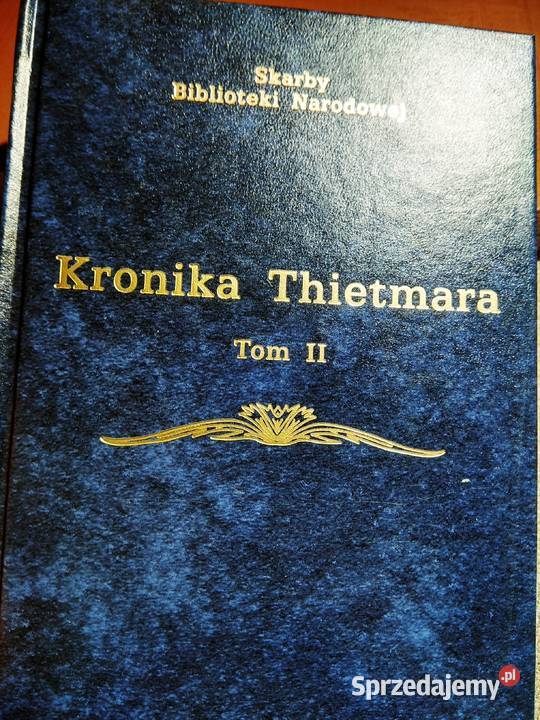 Skarby
Biblioteki Narodowej
Kronika Thietmara
Tom II
Sprzedajemy.pl